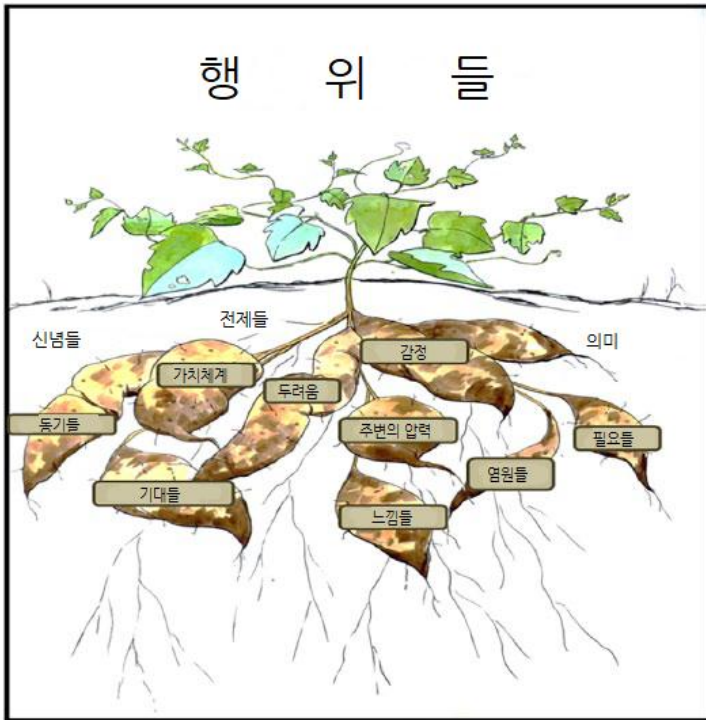 행 위 들
전제들
신념들
의미
감정
가치체계
두려움
동기들
주변의 압력
필요들
염원들
기대들
느낌들